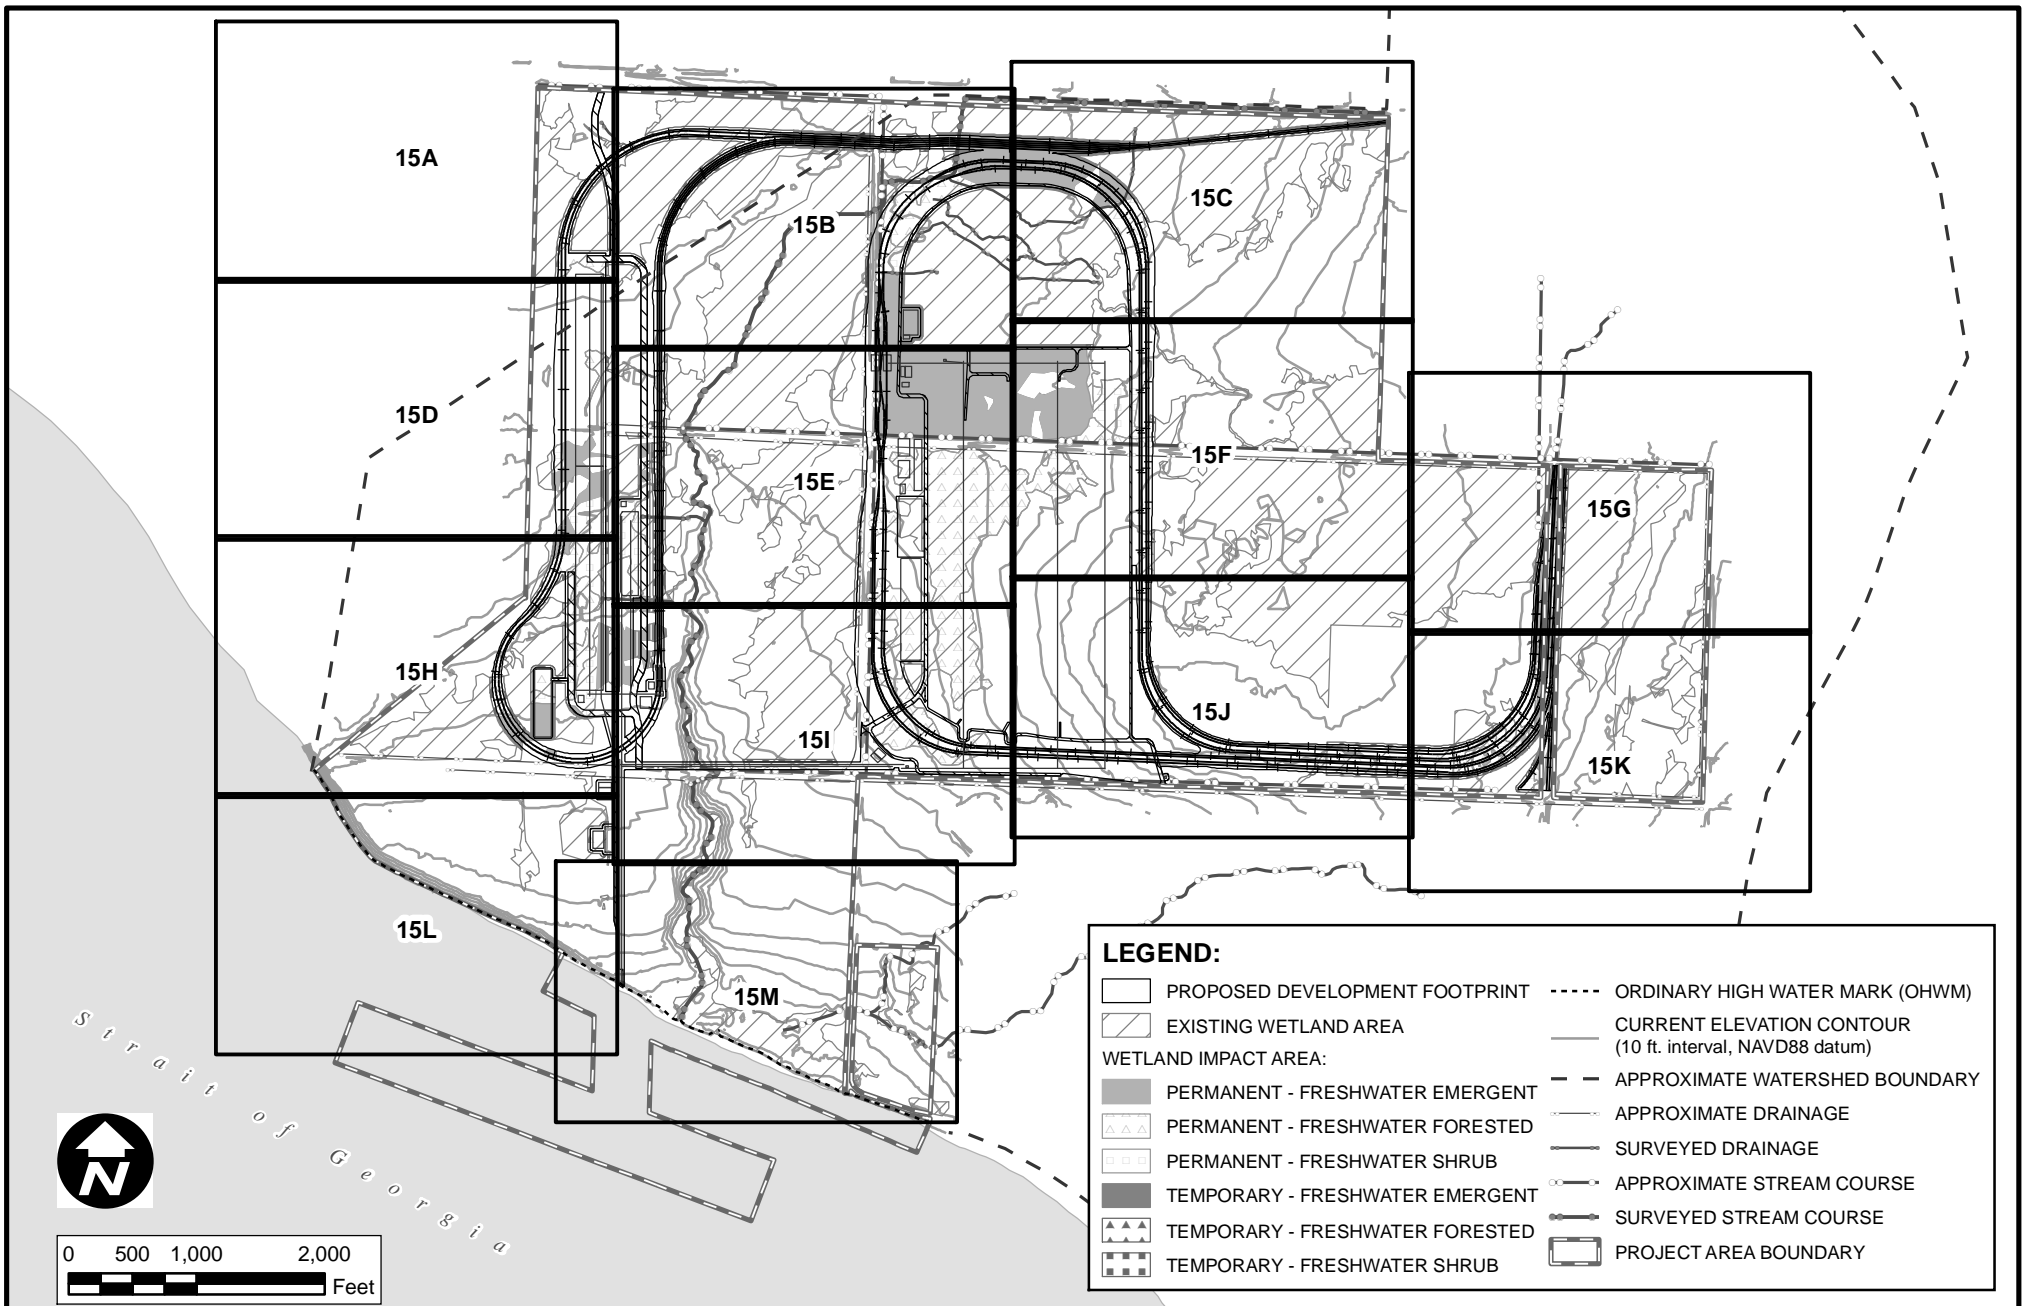 15A
15B
15C
15D
15E
15F
15G
15H
15I
15J
15K
15L
15M
Strait of Georgia
N
0 500 1,000 2,000
Feet
LEGEND:
PROPOSED DEVELOPMENT FOOTPRINT
EXISTING WETLAND AREA
WETLAND IMPACT AREA:
PERMANENT - FRESHWATER EMERGENT
PERMANENT - FRESHWATER FORESTED
PERMANENT - FRESHWATER SHRUB
TEMPORARY - FRESHWATER EMERGENT
TEMPORARY - FRESHWATER FORESTED
TEMPORARY - FRESHWATER SHRUB
ORDINARY HIGH WATER MARK (OHWM)
CURRENT ELEVATION CONTOUR
(10 ft. interval, NAVD88 datum)
APPROXIMATE WATERSHED BOUNDARY
APPROXIMATE DRAINAGE
SURVEYED DRAINAGE
APPROXIMATE STREAM COURSE
SURVEYED STREAM COURSE
PROJECT AREA BOUNDARY